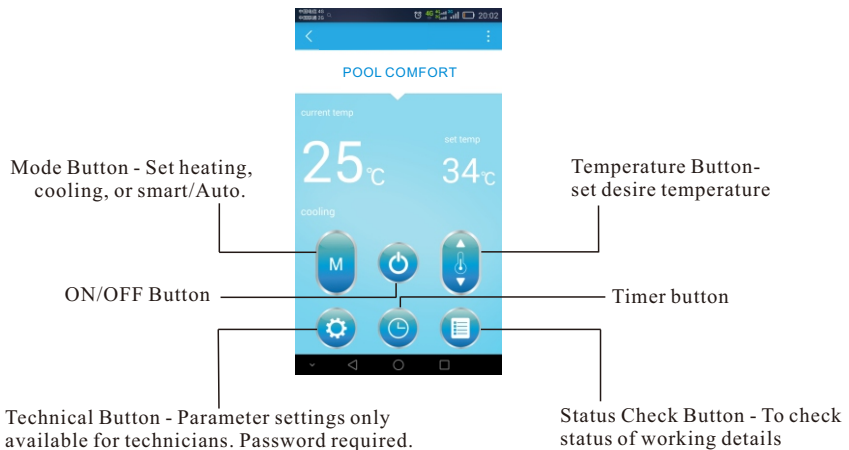 20:02
POOL COMFORT
current temp
set temp
25℃
34℃
cooling
M
Mode Button - Set heating,
cooling, or smart/Auto.
Temperature Button-
set desire temperature
ON/OFF Button
Timer button
Technical Button - Parameter settings only
available for technicians. Password required.
Status Check Button - To check
status of working details